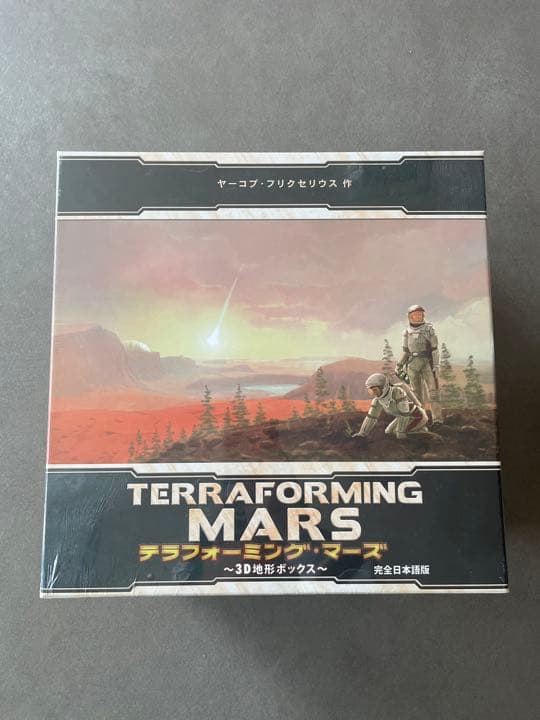 ヤーコブ・フリクセリウス 作
TERRAFORMING
MARS
テラフォーミング・マーズ
～3D地形ボックス～ 完全日本語版